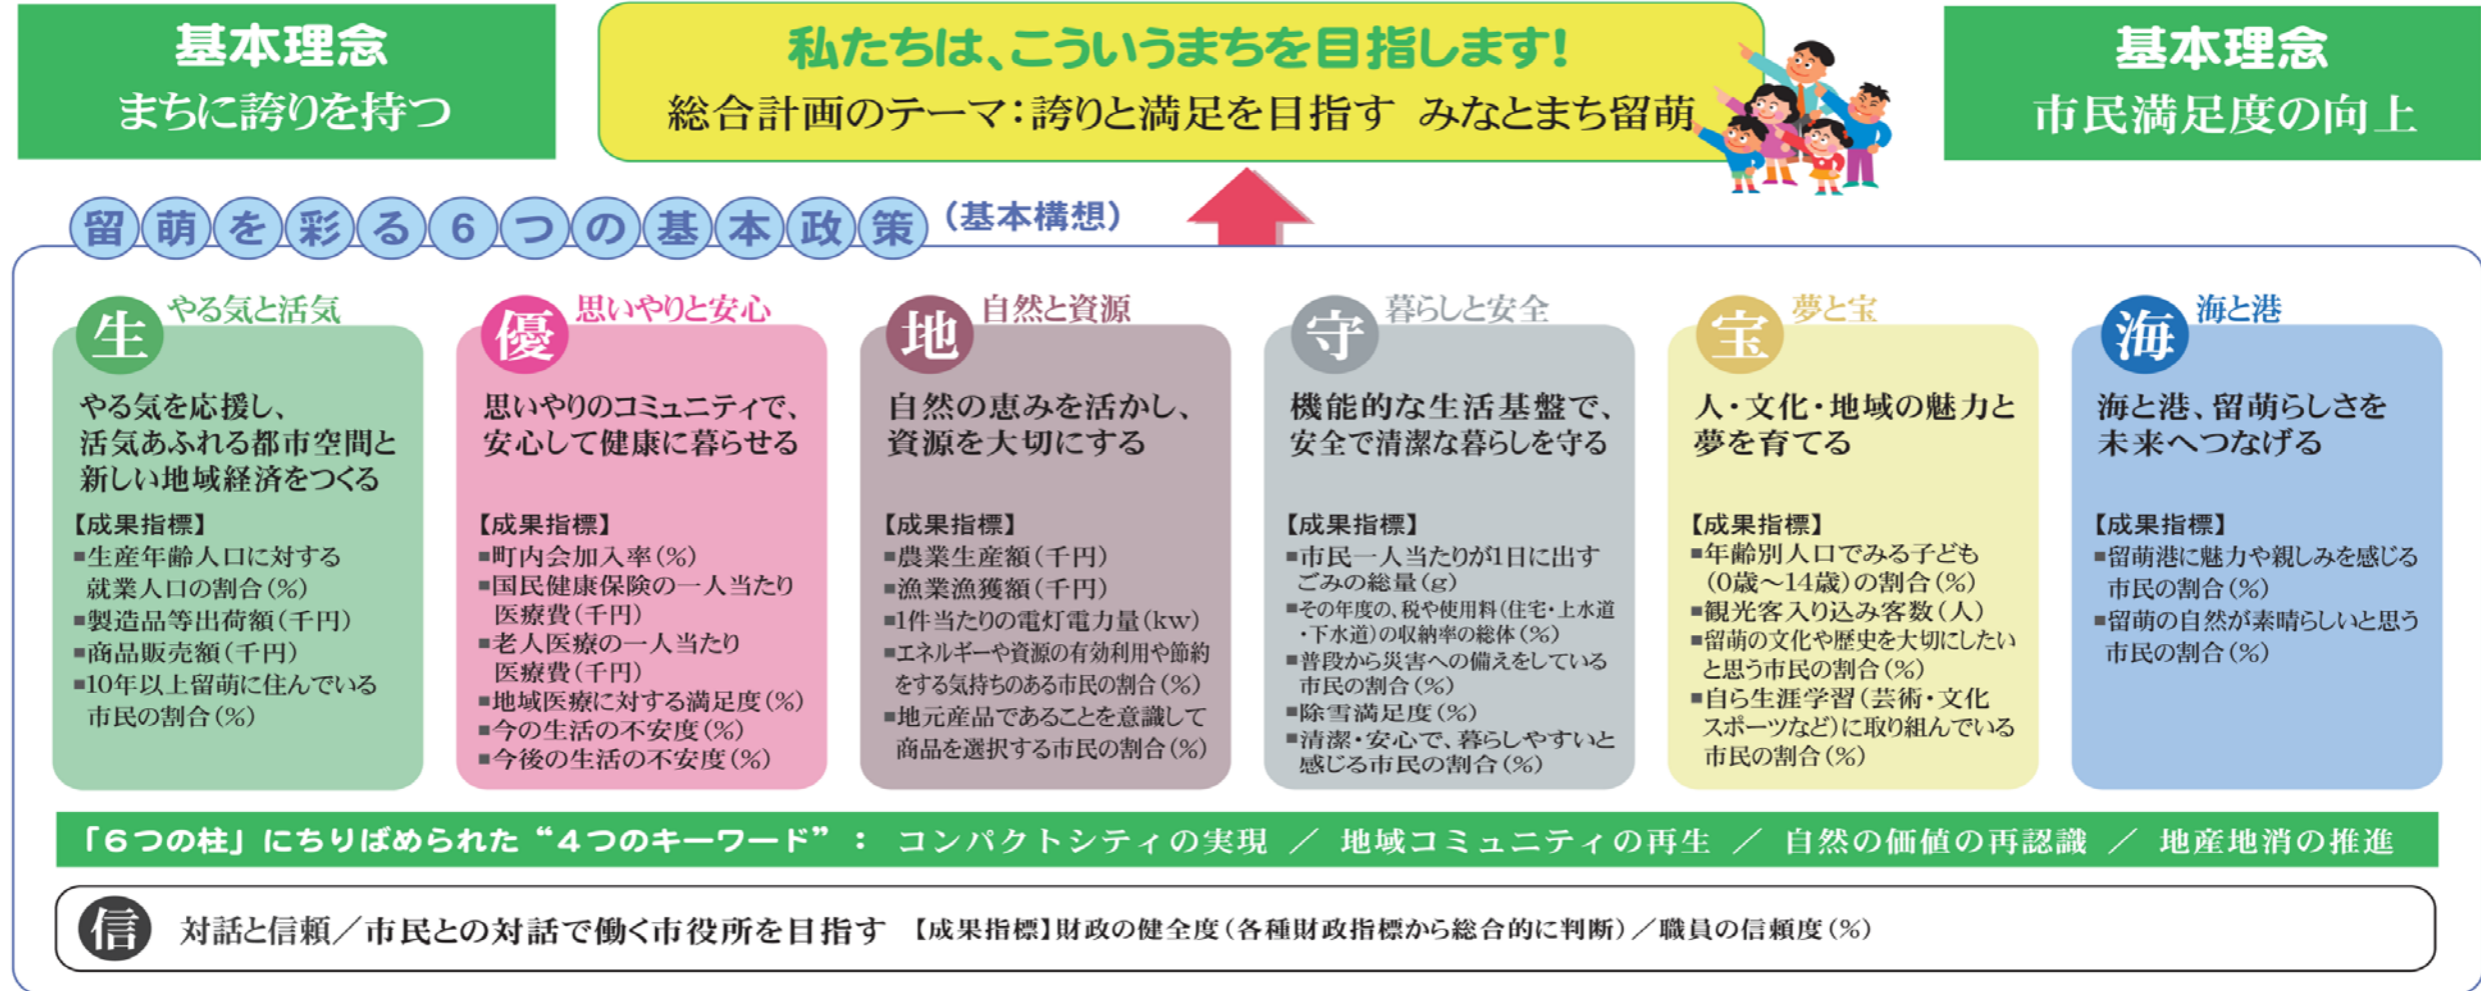 基本理念
まちに誇りを持つ
私たちは、こういうまちを目指します!
総合計画のテーマ：誇りと満足を目指す みなとまち留萌
基本理念
市民満足度の向上
留萌を彩る6つの基本政策（基本構想）
生 やる気と活気
やる気を応援し、
活気あふれる都市空間と
新しい地域経済をつくる
【成果指標】
■生産年齢人口に対する
就業人口の割合（%）
■製造品等出荷額（千円）
■商品販売額（千円）
■10年以上留萌に住んでいる
市民の割合（%）
優 思いやりと安心
思いやりのコミュニティで、
安心して健康に暮らせる
【成果指標】
■町内会加入率（%）
■国民健康保険の一人当たり
医療費（千円）
■老人医療の一人当たり
医療費（千円）
■地域医療に対する満足度（%）
■今の生活の不安度（%）
■今後の生活の不安度（%）
地 自然と資源
自然の恵みを活かし、
資源を大切にする
【成果指標】
■農業生産額（千円）
■漁業漁獲額（千円）
■1件当たりの電灯電力量（kw）
■エネルギーや資源の有効利用や節約
をする気持ちのある市民の割合（%）
■地元産品であることを意識して
商品を選択する市民の割合（%）
守 暮らしと安全
機能的な生活基盤で、
安全で清潔な暮らしを守る
【成果指標】
■市民一人当たりが1日に出す
ごみの総量（g）
■その年度の、税や使用料（住宅・上水道
・下水道）の収納率の総体（%）
■普段から災害への備えをしている
市民の割合（%）
■除雪満足度（%）
■清潔・安心で、暮らしやすいと
感じる市民の割合（%）
宝 夢と宝
人・文化・地域の魅力と
夢を育てる
【成果指標】
■年齢別人口でみる子ども
（0歳～14歳）の割合（%）
■観光客入り込み客数（人）
■留萌の文化や歴史を大切にしたい
と思う市民の割合（%）
■自ら生涯学習（芸術・文化
スポーツなど）に取り組んでいる
市民の割合（%）
海 海と港
海と港、留萌らしさを
未来へつなげる
【成果指標】
■留萌港に魅力や親しみを感じる
市民の割合（%）
■留萌の自然が素晴らしいと思う
市民の割合（%）
「6つの柱」にちりばめられた“4つのキーワード”： コンパクトシティの実現 ／ 地域コミュニティの再生 ／ 自然の価値の再認識 ／ 地産地消の推進
信 対話と信頼／市民との対話で働く市役所を目指す 【成果指標】財政の健全度（各種財政指標から総合的に判断）／職員の信頼度（%）